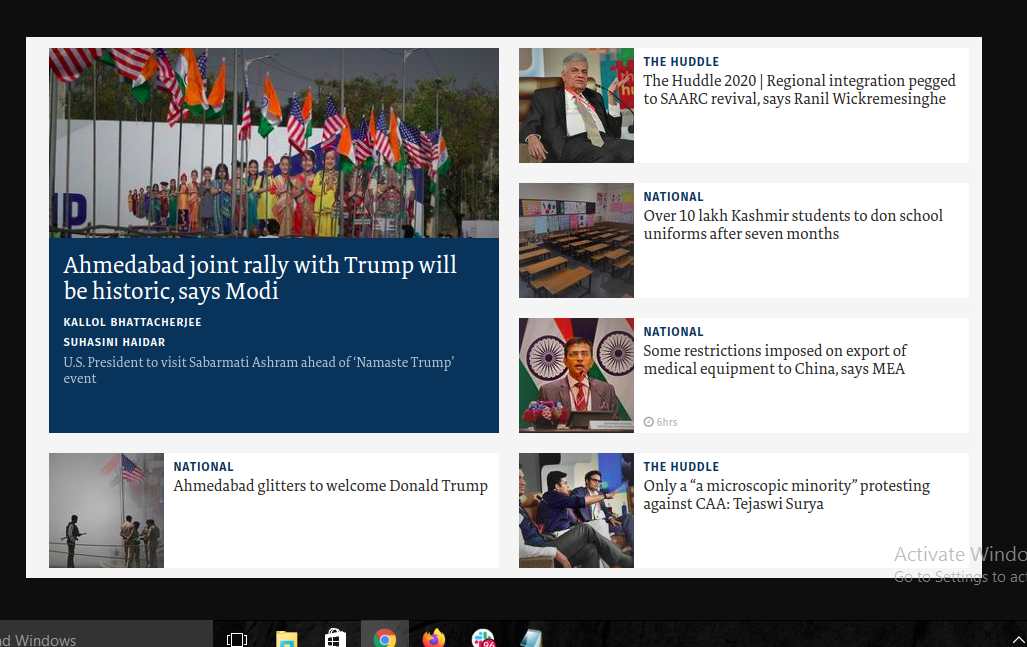 Ahmedabad joint rally with Trump will
be historic, says Modi
KALLOL BHATTACHERJEE
SUHASINI HAIDAR
U.S. President to visit Sabarmati Ashram ahead of ‘Namaste Trump’
event
NATIONAL
Ahmedabad glitters to welcome Donald Trump
THE HUDDLE
The Huddle 2020 | Regional integration pegged
to SAARC revival, says Ranil Wickremesinghe
NATIONAL
Over 10 lakh Kashmir students to don school
uniforms after seven months
NATIONAL
Some restrictions imposed on export of
medical equipment to China, says MEA
6hrs
THE HUDDLE
Only a “a microscopic minority” protesting
against CAA: Tejaswi Surya
Activate Windo
Go to Settings to act
d Windows